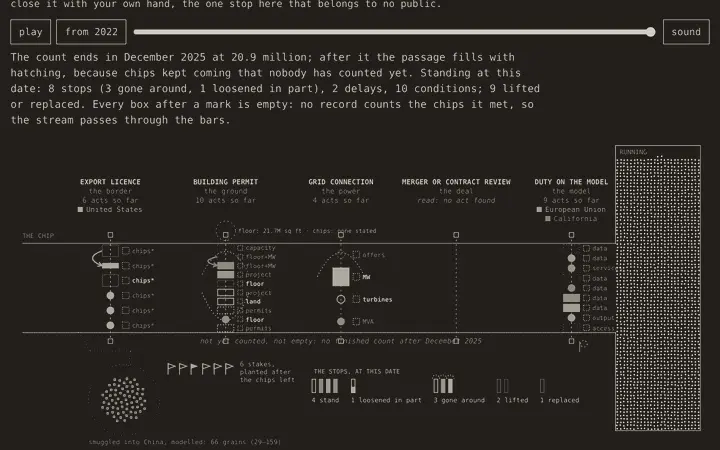 close it with your own hand, the one stop here that belongs to no public.
play
from 2022
sound
The count ends in December 2025 at 20.9 million; after it the passage fills with
hatching, because chips kept coming that nobody has counted yet. Standing at this
date: 8 stops (3 gone around, 1 loosened in part), 2 delays, 10 conditions; 9 lifted
or replaced. Every box after a mark is empty: no record counts the chips it met, so
the stream passes through the bars.
RUNNING
EXPORT LICENCE
the border
6 acts so far
United States
BUILDING PERMIT
the ground
10 acts so far
GRID CONNECTION
the power
4 acts so far
MERGER OR CONTRACT REVIEW
the deal
read: no act found
DUTY ON THE MODEL
the model
9 acts so far
European Union
California
floor: 21.7M sq ft · chips: none stated
THE CHIP
chips*
chips*
chips*
chips*
chips*
chips*
capacity
floor+MW
floor+MW
project
floor
project
land
permits
floor
permits
offers
MW
turbines
MVA
data
data
service
data
data
data
output
access
not yet counted, not empty: no finished count after December 2025
6 stakes,
planted after
the chips left
THE STOPS, AT THIS DATE
4 stand
1 loosened in part
3 gone around
2 lifted
1 replaced
smuggled into China, modelled: 66 grains (29–159)